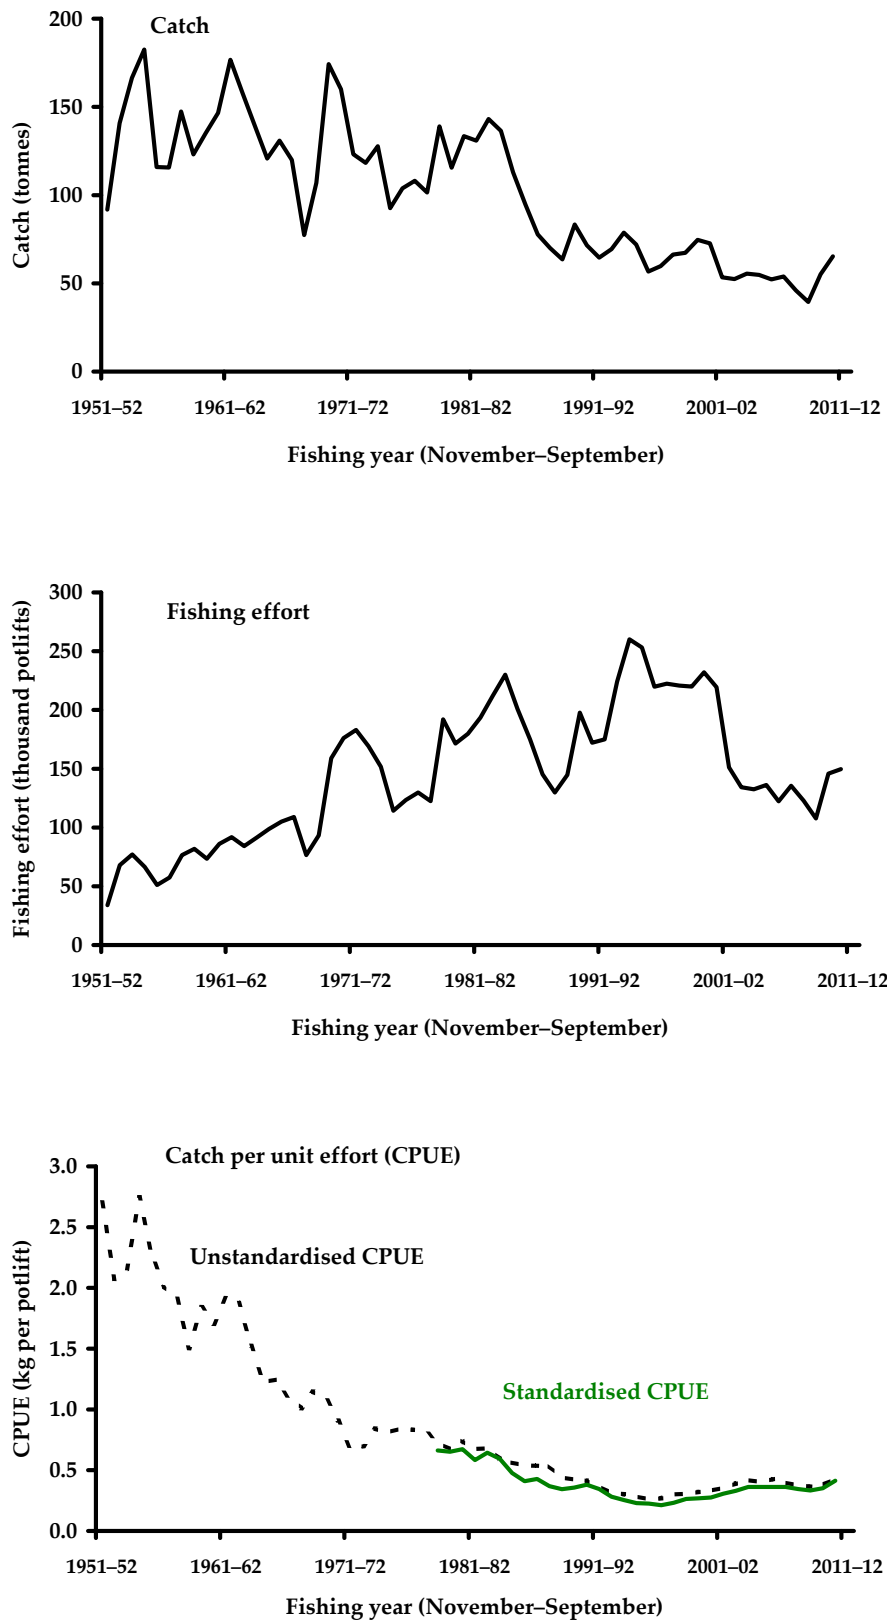 Catch
200
150
100
50
0
Catch (tonnes)
1951–52 1961–62 1971–72 1981–82 1991–92 2001–02 2011–12
Fishing year (November–September)
Fishing effort
300
250
200
150
100
50
0
Fishing effort (thousand potlifts)
1951–52 1961–62 1971–72 1981–82 1991–92 2001–02 2011–12
Fishing year (November–September)
Catch per unit effort (CPUE)
3.0
2.5
2.0
1.5
1.0
0.5
0.0
CPUE (kg per potlift)
Unstandardised CPUE
Standardised CPUE
1951–52 1961–62 1971–72 1981–82 1991–92 2001–02 2011–12
Fishing year (November–September)